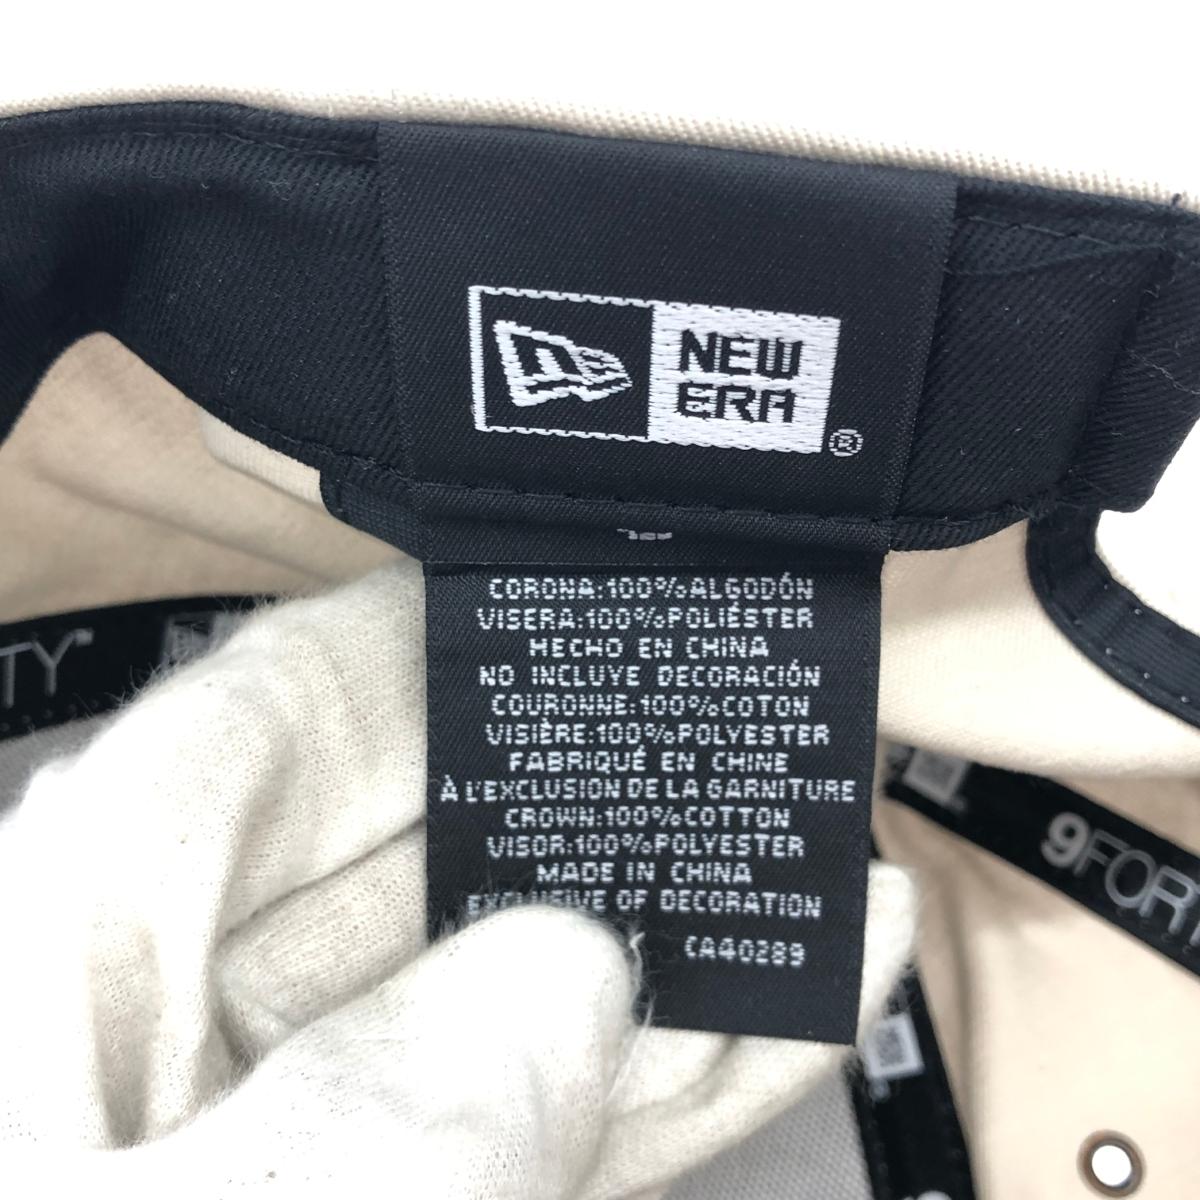 NEW
ERA
®
CORONA:100%ALGODÓN
VISERA:100%POLIÉSTER
HECHO EN CHINA
NO INCLUYE DECORACIÓN
COURONNE:100%COTON
VISIÈRE:100%POLYESTER
FABRIQUÉ EN CHINE
À L'EXCLUSION DE LA GARNITURE
CROWN:100%COTTON
VISOR:100%POLYESTER
MADE IN CHINA
EXCLUSIVE OF DECORATION
CA40289
TY
9FORT